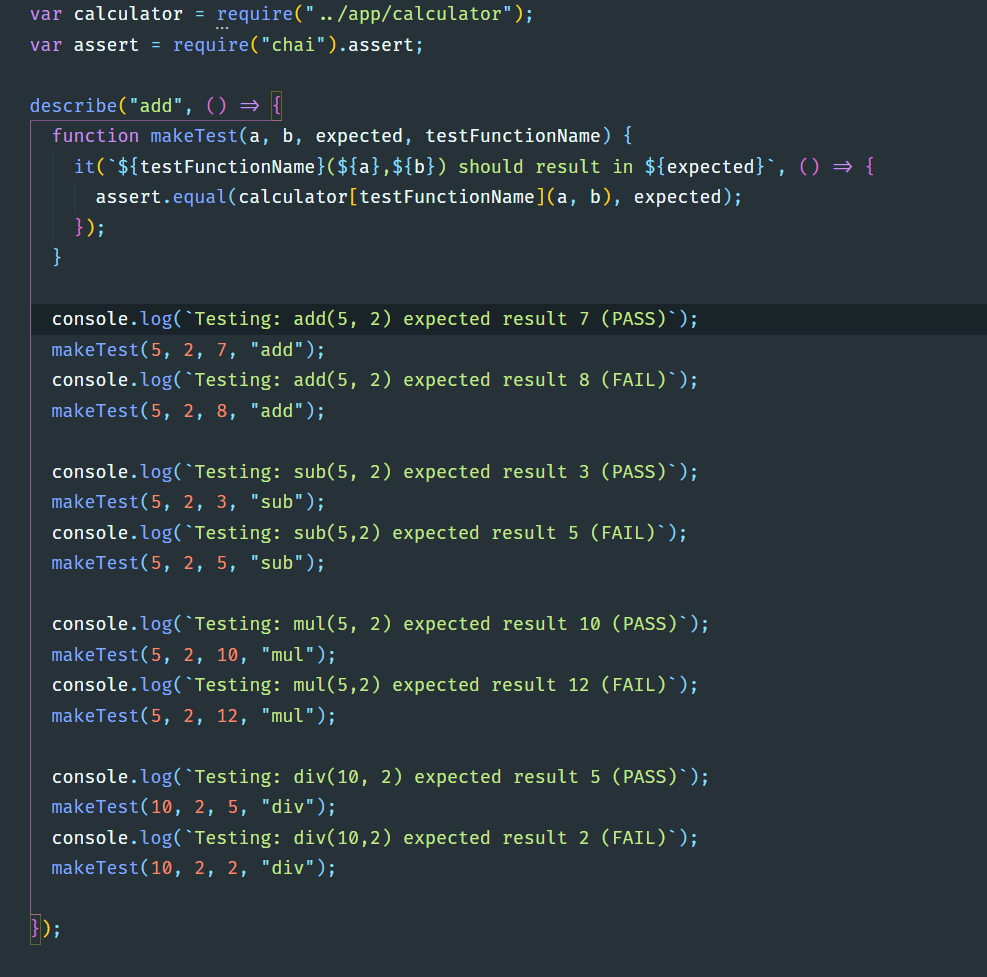 var calculator = require("../app/calculator");
var assert = require("chai").assert;
describe("add", () => {
function makeTest(a, b, expected, testFunctionName) {
it(`${testFunctionName}(${a},${b}) should result in ${expected}`, () => {
assert.equal(calculator[testFunctionName](a, b), expected);
});
}
console.log(`Testing: add(5, 2) expected result 7 (PASS)`);
makeTest(5, 2, 7, "add");
console.log(`Testing: add(5, 2) expected result 8 (FAIL)`);
makeTest(5, 2, 8, "add");
console.log(`Testing: sub(5, 2) expected result 3 (PASS)`);
makeTest(5, 2, 3, "sub");
console.log(`Testing: sub(5,2) expected result 5 (FAIL)`);
makeTest(5, 2, 5, "sub");
console.log(`Testing: mul(5, 2) expected result 10 (PASS)`);
makeTest(5, 2, 10, "mul");
console.log(`Testing: mul(5,2) expected result 12 (FAIL)`);
makeTest(5, 2, 12, "mul");
console.log(`Testing: div(10, 2) expected result 5 (PASS)`);
makeTest(10, 2, 5, "div");
console.log(`Testing: div(10,2) expected result 2 (FAIL)`);
makeTest(10, 2, 2, "div");
});